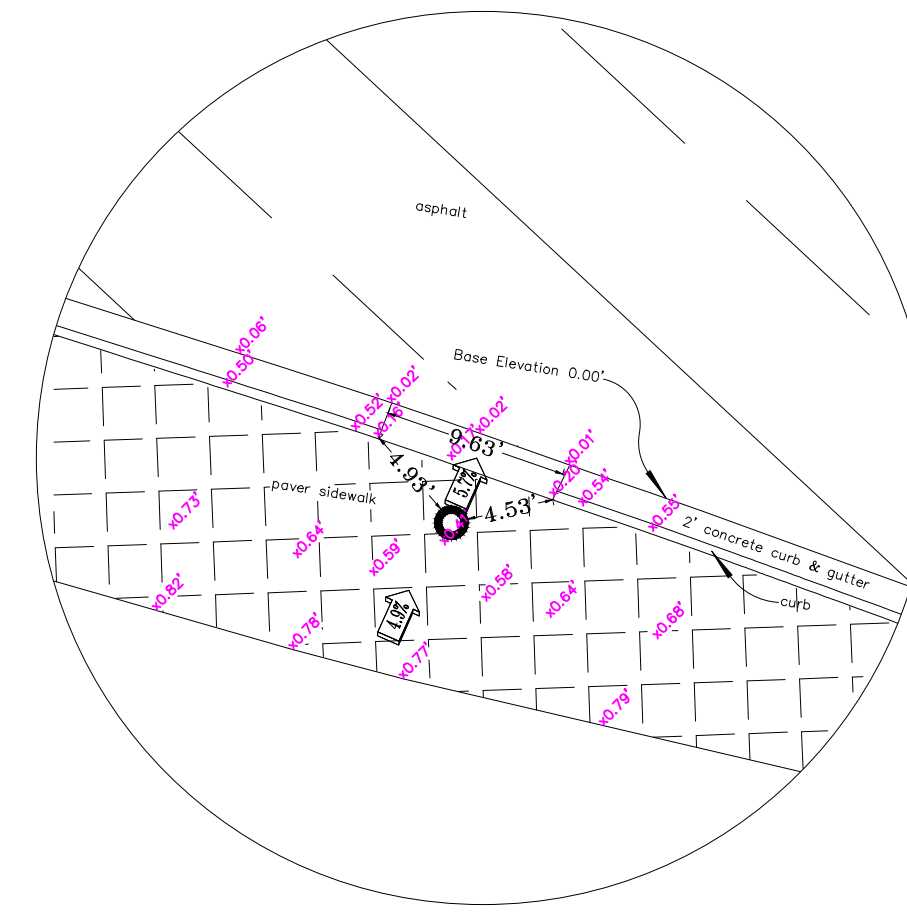 asphalt
Base Elevation 0.00'
x0.06'
x0.50'
x0.02'
x0.52'
x0.16'
x0.02'
x0.17'
9.63'
x0.01'
x0.20'
x0.54'
4.93'
5.7%
4.53'
x0.55'
paver sidewalk
2' concrete curb & gutter
x0.73'
x0.64'
x0.59'
x0.58'
x0.64'
curb
x0.82'
x0.78'
4.9%
x0.68'
x0.77'
x0.79'